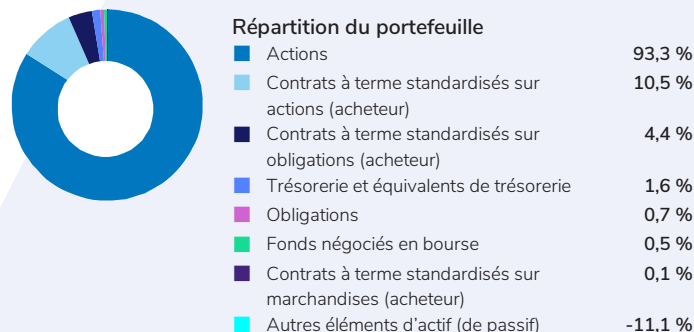 Répartition du portefeuille
Actions 93,3 %
Contrats à terme standardisés sur 10,5 %
actions (acheteur)
Contrats à terme standardisés sur 4,4 %
obligations (acheteur)
Trésorerie et équivalents de trésorerie 1,6 %
Obligations 0,7 %
Fonds négociés en bourse 0,5 %
Contrats à terme standardisés sur 0,1 %
marchandises (acheteur)
Autres éléments d'actif (de passif) -11,1 %